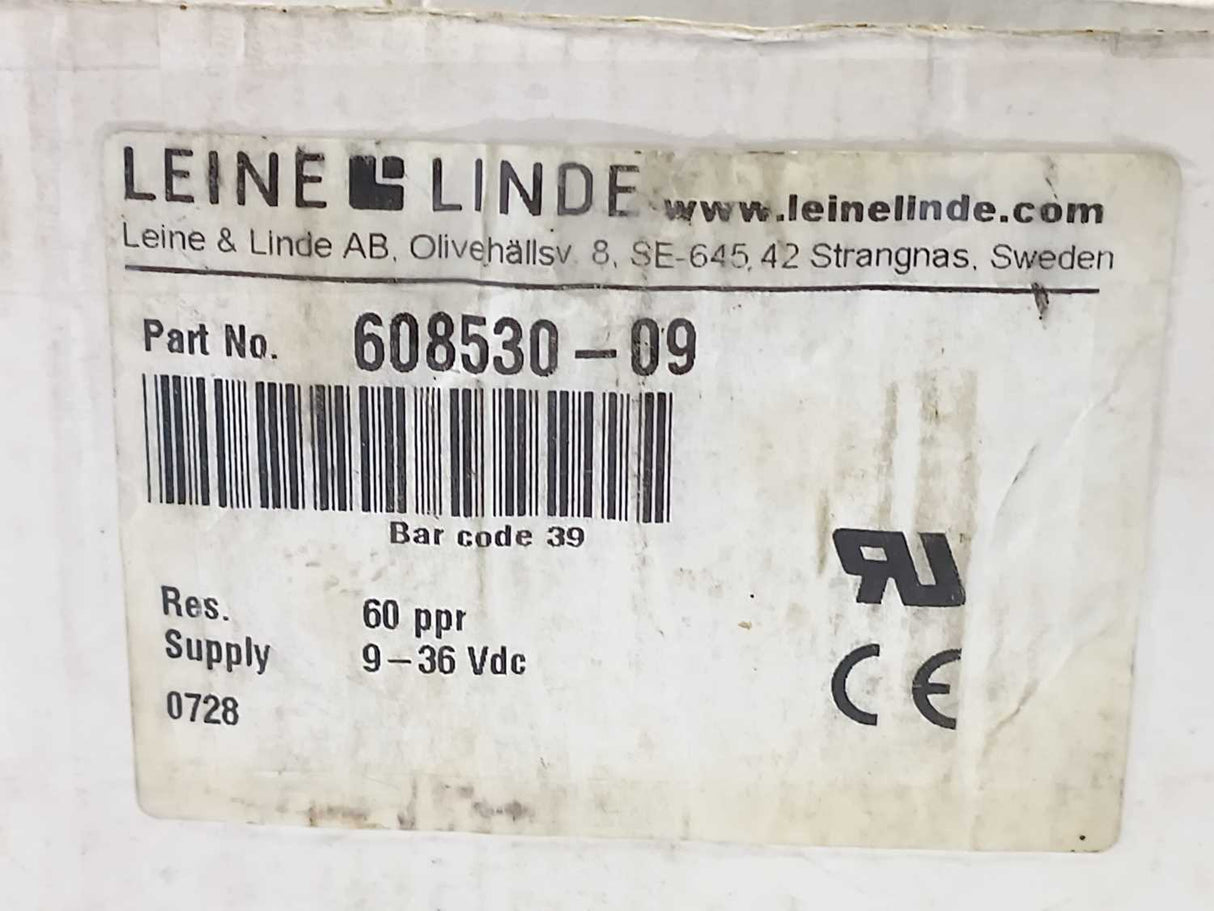 LEINE LINDE www.leinelinde.com
Leine & Linde AB, Olivehällsv. 8, SE-645 42 Strangnas, Sweden
Part No. 608530-09
Bar code 39
Res. 60 ppr
Supply 9-36 Vdc
0728
RU
CE